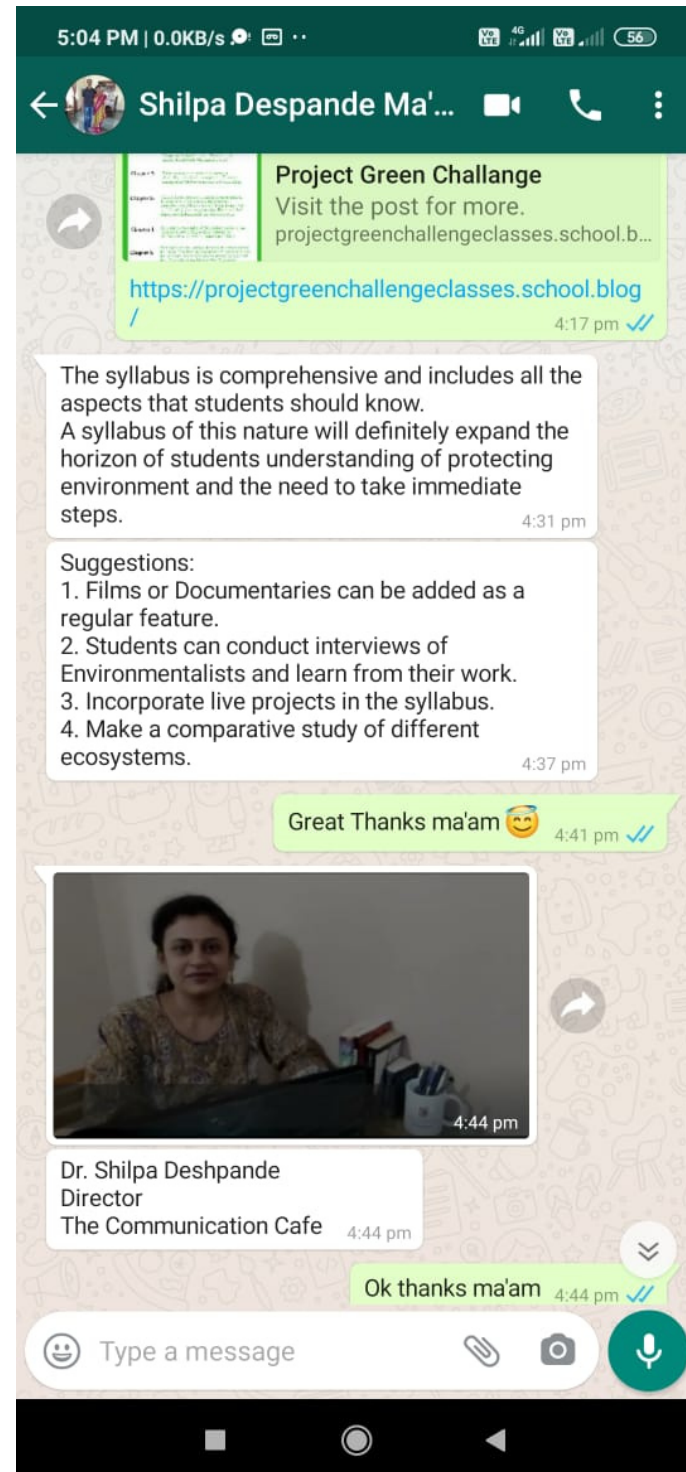 5:04 PM | 0.0KB/s
Vo LTE 4G Vo LTE 56
Shilpa Despande Ma'...
Project Green Challange
Visit the post for more.
projectgreenchallengeclasses.school.b...
https://projectgreenchallengeclasses.school.blog
/
4:17 pm
The syllabus is comprehensive and includes all the
aspects that students should know.
A syllabus of this nature will definitely expand the
horizon of students understanding of protecting
environment and the need to take immediate
steps.
4:31 pm
Suggestions:
1. Films or Documentaries can be added as a
regular feature.
2. Students can conduct interviews of
Environmentalists and learn from their work.
3. Incorporate live projects in the syllabus.
4. Make a comparative study of different
ecosystems.
4:37 pm
Great Thanks ma'am 😇 4:41 pm
4:44 pm
Dr. Shilpa Deshpande
Director
The Communication Cafe 4:44 pm
Ok thanks ma'am 4:44 pm
Type a message